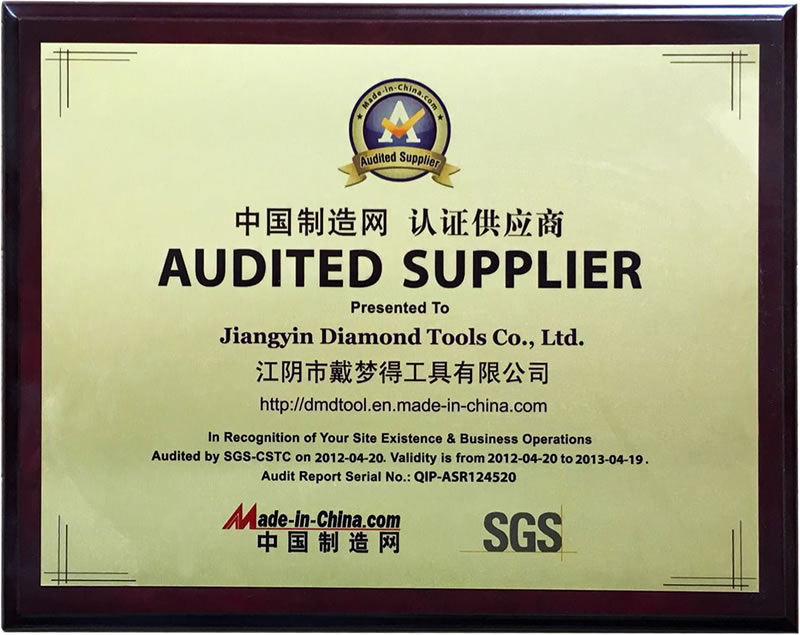 Made-in-China.com
A
Audited Supplier
中国制造网 认证供应商
AUDITED SUPPLIER
Presented To
Jiangyin Diamond Tools Co., Ltd.
江阴市戴梦得工具有限公司
http://dmdtool.en.made-in-china.com
In Recognition of Your Site Existence & Business Operations
Audited by SGS-CSTC on 2012-04-20. Validity is from 2012-04-20 to 2013-04-19.
Audit Report Serial No.: QIP-ASR124520
Made-in-China.com
中国制造网
SGS